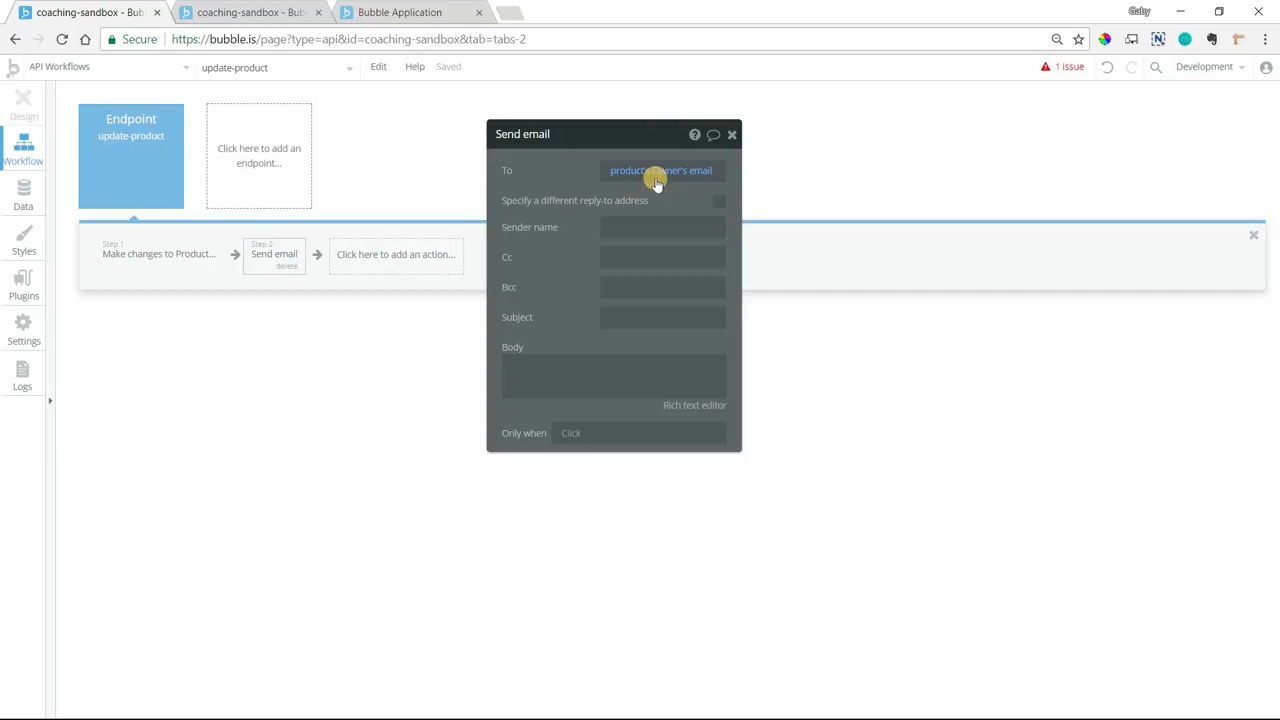 coaching-sandbox - Bub
coaching-sandbox - Bub
Bubble Application
Gaby
Secure
https://bubble.is/page?type=api&id=coaching-sandbox&tab=tabs-2
API Workflows
update-product
Edit
Help
Saved
1 issue
Development
Design
Workflow
Data
Styles
Plugins
Settings
Logs
Endpoint
update-product
Click here to add an
endpoint...
Step 1
Make changes to Product...
Step 2
Send email
delete
Click here to add an action...
Send email
To
product's Owner's email
Specify a different reply-to address
Sender name
Cc
Bcc
Subject
Body
Rich text editor
Only when
Click